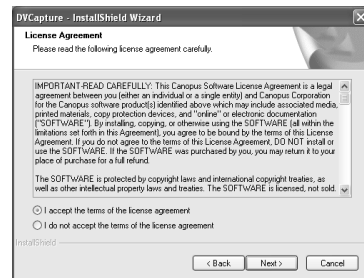 DVCapture - InstallShield Wizard
License Agreement
Please read the following license agreement carefully.
IMPORTANT-READ CAREFULLY: This Canopus Software License Agreement is a legal
agreement between you (either an individual or a single entity) and Canopus Corporation
for the Canopus software product(s) identified above which may include associated media,
printed materials, copy protection devices, and "online" or electronic documentation
("SOFTWARE"). By installing, copying, or otherwise using the SOFTWARE (all within the
limitations set forth in this Agreement), you agree to be bound by the terms of this License
Agreement. If you do not agree to the terms of this License Agreement, DO NOT install or
use the SOFTWARE. If the SOFTWARE was purchased by you, you may return it to your
place of purchase for a full refund.
The SOFTWARE is protected by copyright laws and international copyright treaties, as
well as other intellectual property laws and treaties. The SOFTWARE is licensed, not sold.
I accept the terms of the license agreement
I do not accept the terms of the license agreement
InstallShield
< Back Next > Cancel